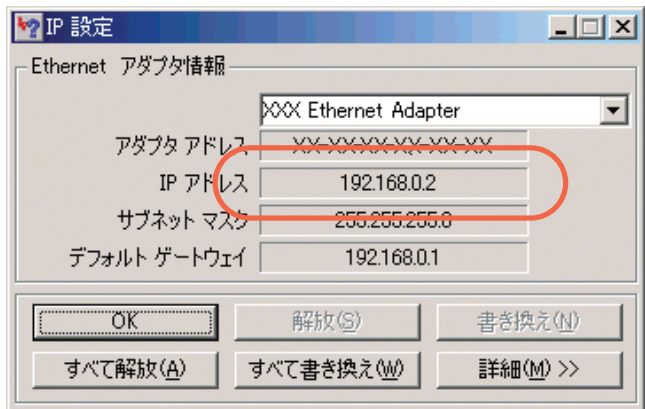 IP 設定
Ethernet アダプタ情報
XXX Ethernet Adapter
アダプタ アドレス XX-XX-XX-XX-XX-XX
IP アドレス 192.168.0.2
サブネット マスク 255.255.255.0
デフォルト ゲートウェイ 192.168.0.1
OK 解放(S) 書き換え(N)
すべて解放(A) すべて書き換え(W) 詳細(M) >>